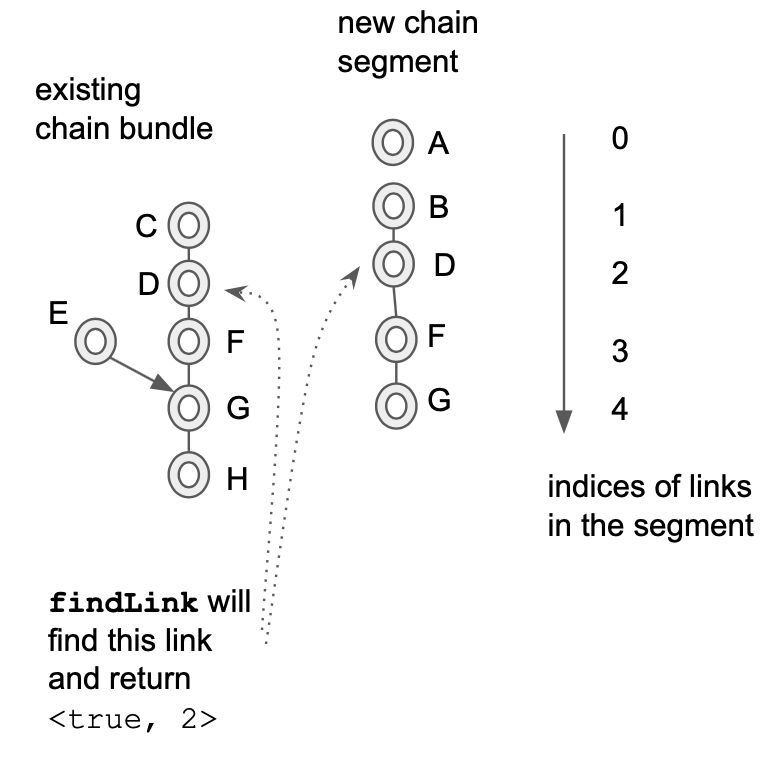 new chain
segment
existing
chain bundle
A
0
B
1
C
D
D
2
E
F
F
3
G
G
4
H
indices of links
in the segment
findLink will
find this link
and return
<true, 2>